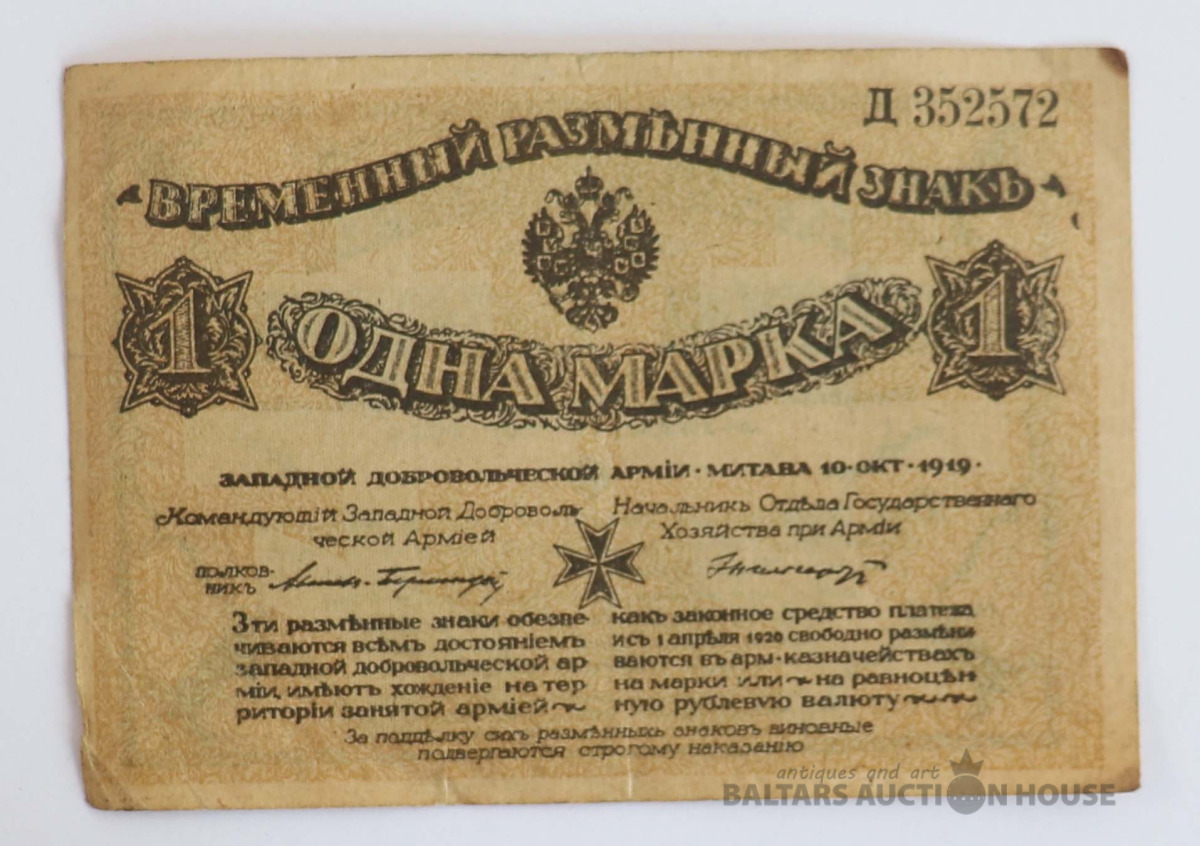 Д 352572
ВРЕМЕННЫЙ РАЗМѢННЫЙ ЗНАКЪ
1 1
ОДНА МАРКА
ЗАПАДНОЙ ДОБРОВОЛЬЧЕСКОЙ АРМІИ · МИТАВА 10 · ОКТ · 1919 ·
Командующій Западной Доброволь-
ческой Арміей
полков-
никъ
Начальникъ Отдѣла Государственнаго
Хозяйства при Арміи
Эти размѣнные знаки обезпе-
чиваются всѣмъ достояніемъ
западной добровольческой ар
міи, имѣютъ хожденіе на тер
риторіи занятой арміей
какъ законное средство платежа
и съ 1 апрѣля 1920 свободно размѣни
ваются въ арм · казначействахъ
на марки или на равноцѣн
ную рублевую валюту
За поддѣлку сихъ размѣнныхъ знаковъ виновные
подвергаются строгому наказанію
antiques and art
BALTARS AUCTION HOUSE